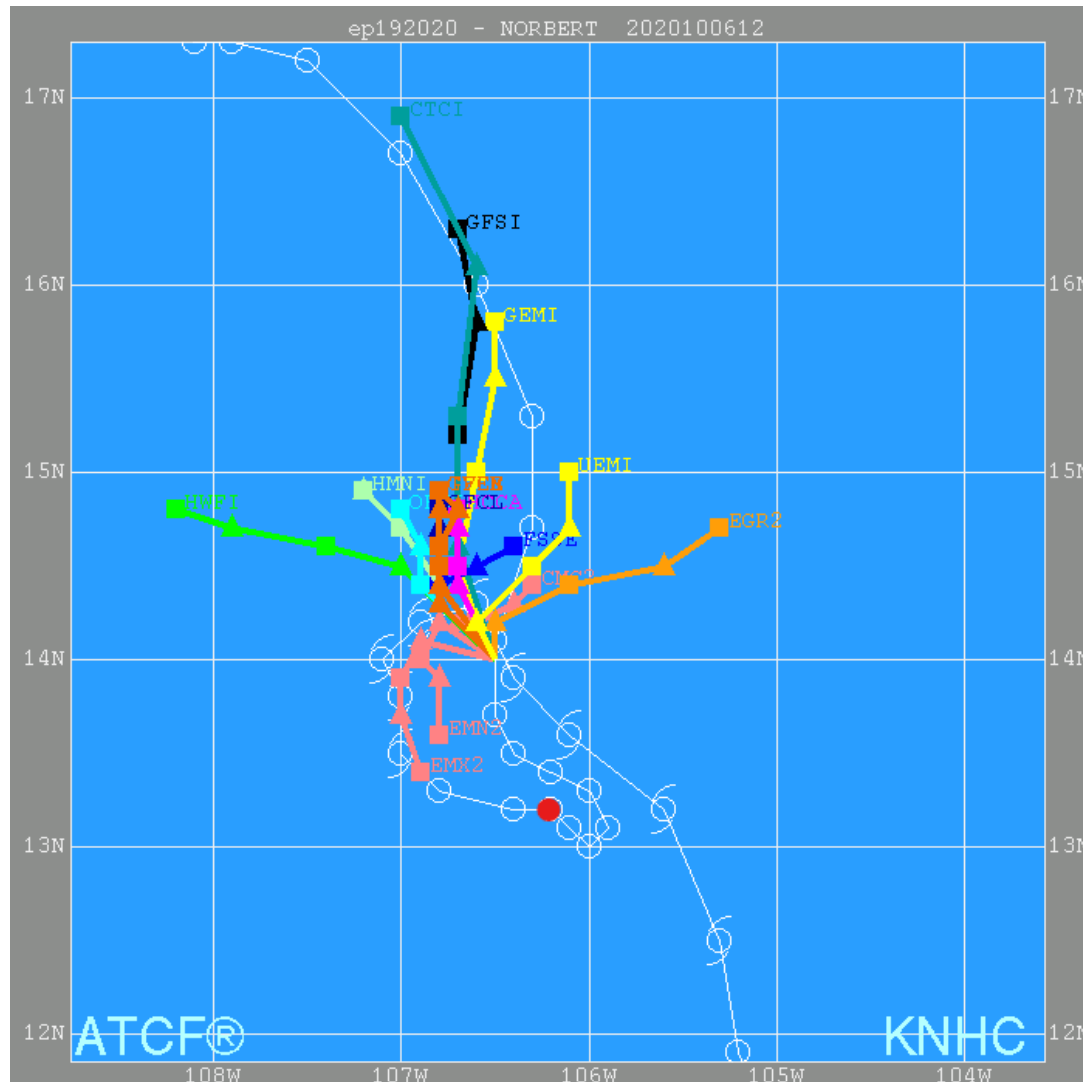 ep192020 - NORBERT 2020100612
17N
17N
CTCI
GFSI
16N
16N
GEMI
15N
15N
UEMI
HMNI
HWFI
EGR2
FSSE
14N
14N
EMN2
EMX2
13N
13N
12N
12N
ATCF®
KNHC
108W
107W
106W
105W
104W